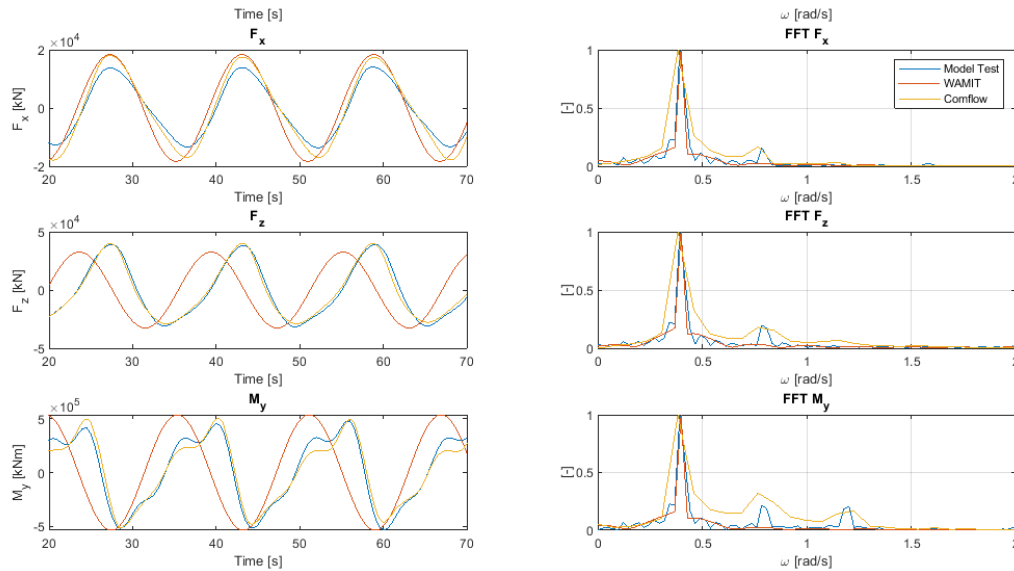 Time [s]
ω [rad/s]
F_x
FFT F_x
×10^4
F_x [kN]
2
0
-2
20
30
40
50
60
70
Time [s]
[-]
1
0.5
0
0
0.5
1
1.5
2
ω [rad/s]
Model Test
WAMIT
Comflow
F_z
FFT F_z
×10^4
F_z [kN]
5
0
-5
20
30
40
50
60
70
Time [s]
[-]
1
0.5
0
0
0.5
1
1.5
2
ω [rad/s]
M_y
FFT M_y
×10^5
M_y [kNm]
5
0
-5
20
30
40
50
60
70
Time [s]
[-]
1
0.5
0
0
0.5
1
1.5
2
ω [rad/s]